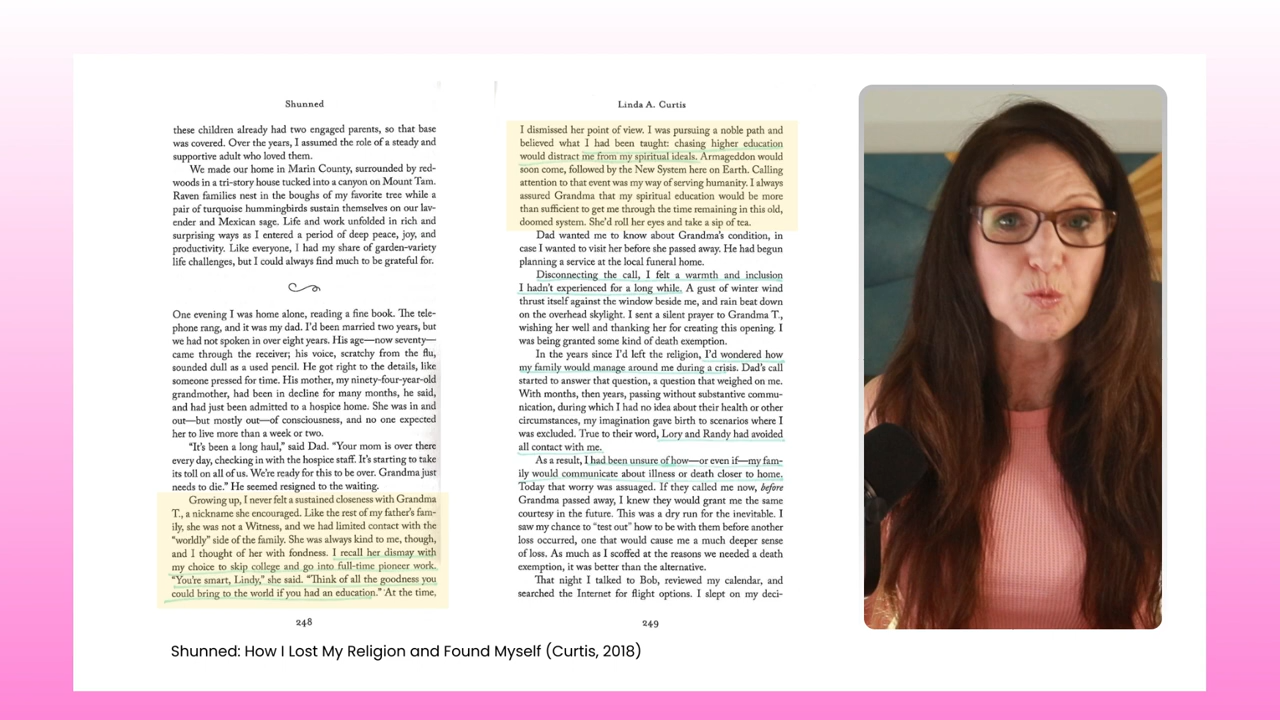 Shunned
these children already had two engaged parents, so that base
was covered. Over the years, I assumed the role of a steady and
supportive adult who loved them.
We made our home in Marin County, surrounded by red-
woods in a tri-story house tucked into a canyon on Mount Tam.
Raven families nest in the boughs of my favorite tree while a
pair of turquoise hummingbirds sustain themselves on our lav-
ender and Mexican sage. Life and work unfolded in rich and
surprising ways as I entered a period of deep peace, joy, and
productivity. Like everyone, I had my share of garden-variety
life challenges, but I could always find much to be grateful for.
One evening I was home alone, reading a fine book. The tele-
phone rang, and it was my dad. I'd been married two years, but
we had not spoken in over eight years. His age—now seventy—
came through the receiver; his voice, scratchy from the flu,
sounded dull as a used pencil. He got right to the details, like
someone pressed for time. His mother, my ninety-four-year-old
grandmother, had been in decline for many months, he said,
and had just been admitted to a hospice home. She was in and
out—but mostly out—of consciousness, and no one expected
her to live more than a week or two.
"It's been a long haul," said Dad. "Your mom is over there
every day, checking in with the hospice staff. It's starting to take
its toll on all of us. We're ready for this to be over. Grandma just
needs to die." He seemed resigned to the waiting.
Growing up, I never felt a sustained closeness with Grandma
T., a nickname she encouraged. Like the rest of my father's fam-
ily, she was not a Witness, and we had limited contact with the
"worldly" side of the family. She was always kind to me, though,
and I thought of her with fondness. I recall her dismay with
my choice to skip college and go into full-time pioneer work.
"You're smart, Lindy," she said. "Think of all the goodness you
could bring to the world if you had an education." At the time,
248
Linda A. Curtis
I dismissed her point of view. I was pursuing a noble path and
believed what I had been taught: chasing higher education
would distract me from my spiritual ideals. Armageddon would
soon come, followed by the New System here on Earth. Calling
attention to that event was my way of serving humanity. I always
assured Grandma that my spiritual education would be more
than sufficient to get me through the time remaining in this old,
doomed system. She'd roll her eyes and take a sip of tea.
Dad wanted me to know about Grandma's condition, in
case I wanted to visit her before she passed away. He had begun
planning a service at the local funeral home.
Disconnecting the call, I felt a warmth and inclusion
I hadn't experienced for a long while. A gust of winter wind
thrust itself against the window beside me, and rain beat down
on the overhead skylight. I sent a silent prayer to Grandma T.,
wishing her well and thanking her for creating this opening. I
was being granted some kind of death exemption.
In the years since I'd left the religion, I'd wondered how
my family would manage around me during a crisis. Dad's call
started to answer that question, a question that weighed on me.
With months, then years, passing without substantive commu-
nication, during which I had no idea about their health or other
circumstances, my imagination gave birth to scenarios where I
was excluded. True to their word, Lory and Randy had avoided
all contact with me.
As a result, I had been unsure of how—or even if—my fam-
ily would communicate about illness or death closer to home.
Today that worry was assuaged. If they called me now, before
Grandma passed away, I knew they would grant me the same
courtesy in the future. This was a dry run for the inevitable. I
saw my chance to "test out" how to be with them before another
loss occurred, one that would cause me a much deeper sense
of loss. As much as I scoffed at the reasons we needed a death
exemption, it was better than the alternative.
That night I talked to Bob, reviewed my calendar, and
searched the Internet for flight options. I slept on my deci-
249
Shunned: How I Lost My Religion and Found Myself (Curtis, 2018)